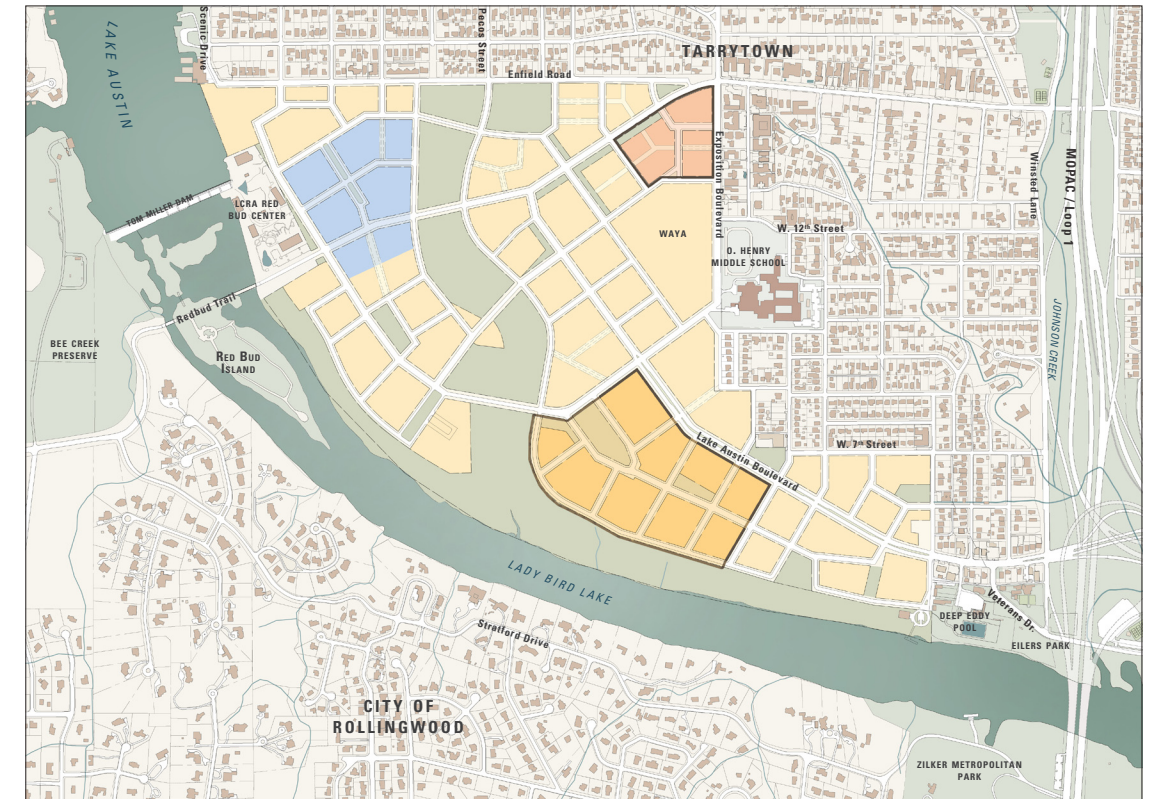 LAKE AUSTIN
Scenic Drive
Pecos Street
TARRYTOWN
Enfield Road
Exposition Boulevard
MOPAC / Loop 1
Winsted Lane
TOM MILLER DAM
LCRA RED
BUD CENTER
WAYA
W. 12th Street
O. HENRY
MIDDLE SCHOOL
Redbud Trail
JOHNSON CREEK
BEE CREEK
PRESERVE
RED BUD
ISLAND
Lake Austin Boulevard
W. 7th Street
LADY BIRD LAKE
Veterans Dr.
DEEP EDDY
POOL
Stratford Drive
EILERS PARK
CITY OF
ROLLINGWOOD
ZILKER METROPOLITAN
PARK